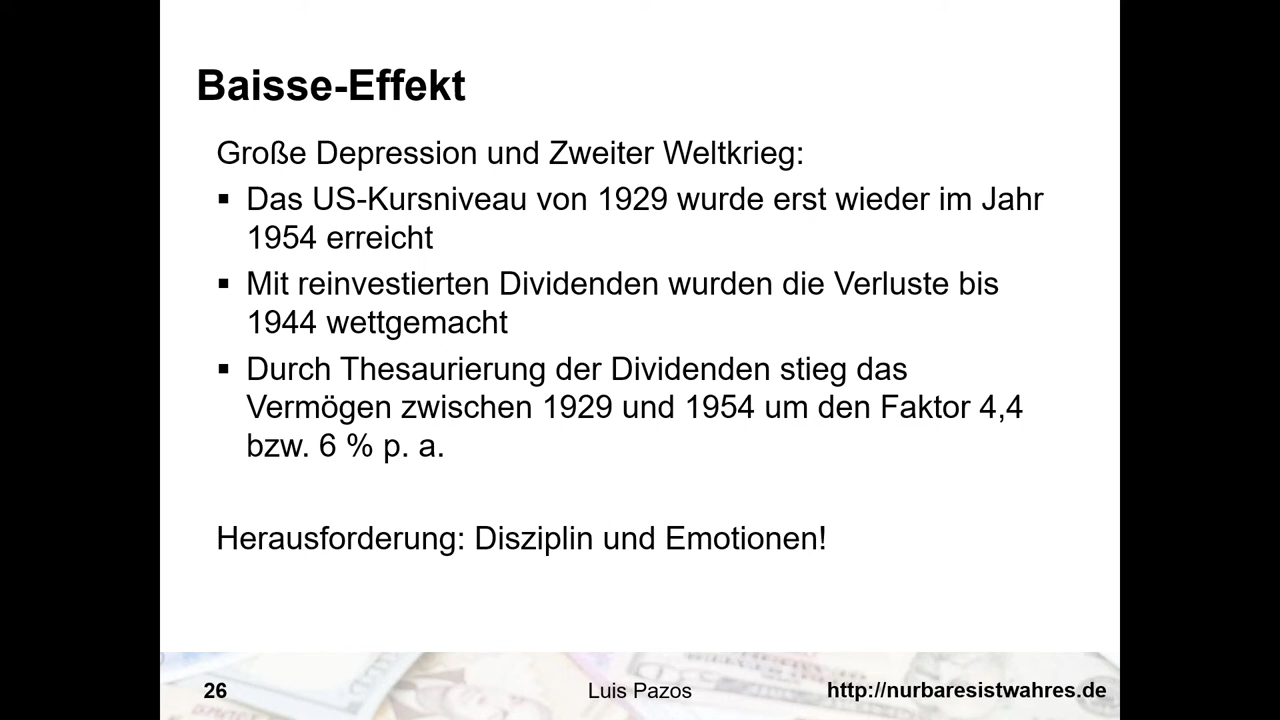 Baisse-Effekt
Große Depression und Zweiter Weltkrieg:
▪ Das US-Kursniveau von 1929 wurde erst wieder im Jahr
1954 erreicht
▪ Mit reinvestierten Dividenden wurden die Verluste bis
1944 wettgemacht
▪ Durch Thesaurierung der Dividenden stieg das
Vermögen zwischen 1929 und 1954 um den Faktor 4,4
bzw. 6 % p. a.
Herausforderung: Disziplin und Emotionen!
26
Luis Pazos
http://nurbaresistwahres.de